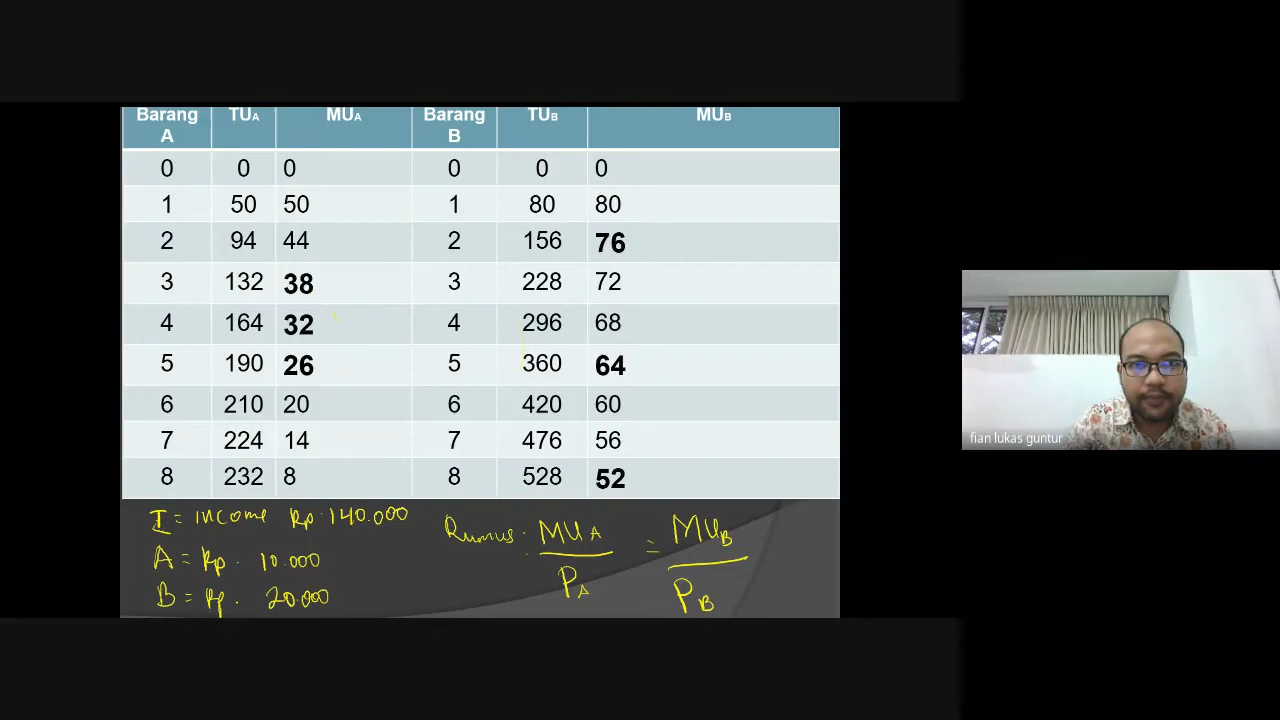 Barang A TUA MUA Barang B TUB MUB
0 0 0 0 0 0
1 50 50 1 80 80
2 94 44 2 156 76
3 132 38 3 228 72
4 164 32 4 296 68
5 190 26 5 360 64
6 210 20 6 420 60
7 224 14 7 476 56
8 232 8 8 528 52
I = income Rp. 140.000
A = Rp. 10.000
B = Rp. 20.000
Rumus : MUA / PA = MUB / PB
fian lukas guntur